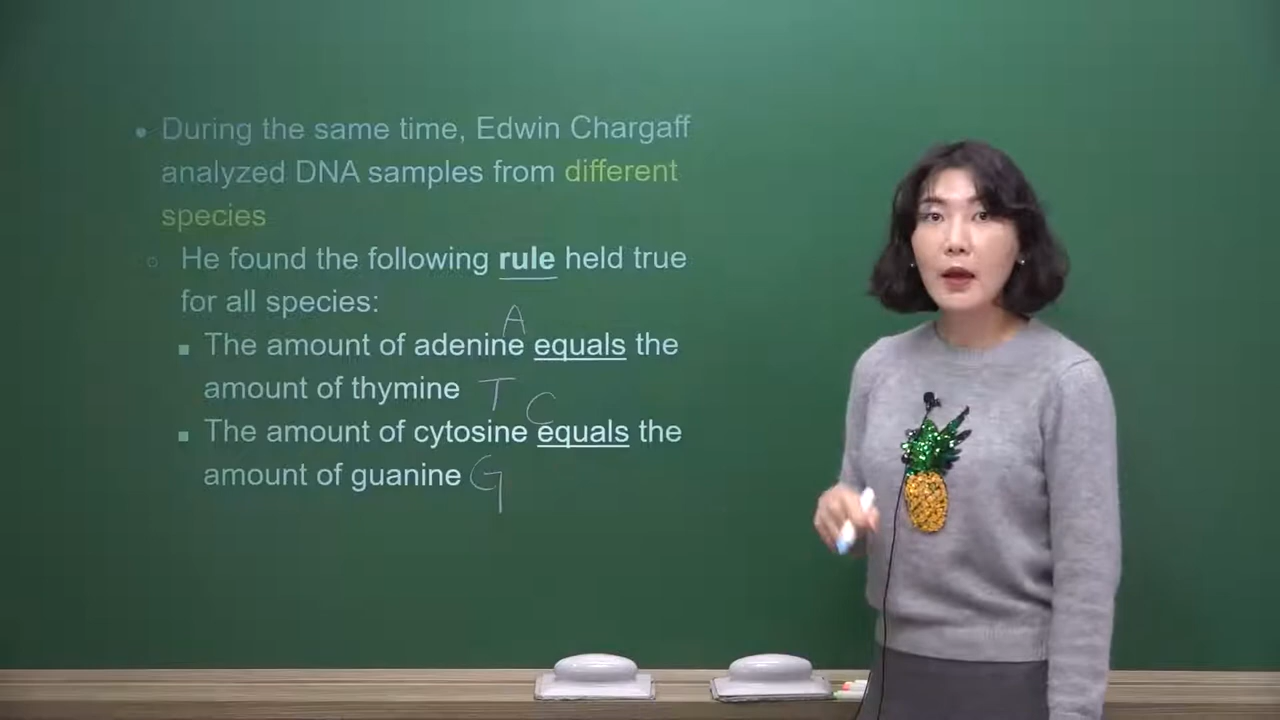 During the same time, Edwin Chargaff
analyzed DNA samples from different
species
He found the following rule held true
for all species:
A
The amount of adenine equals the
amount of thymine T
C
The amount of cytosine equals the
amount of guanine G